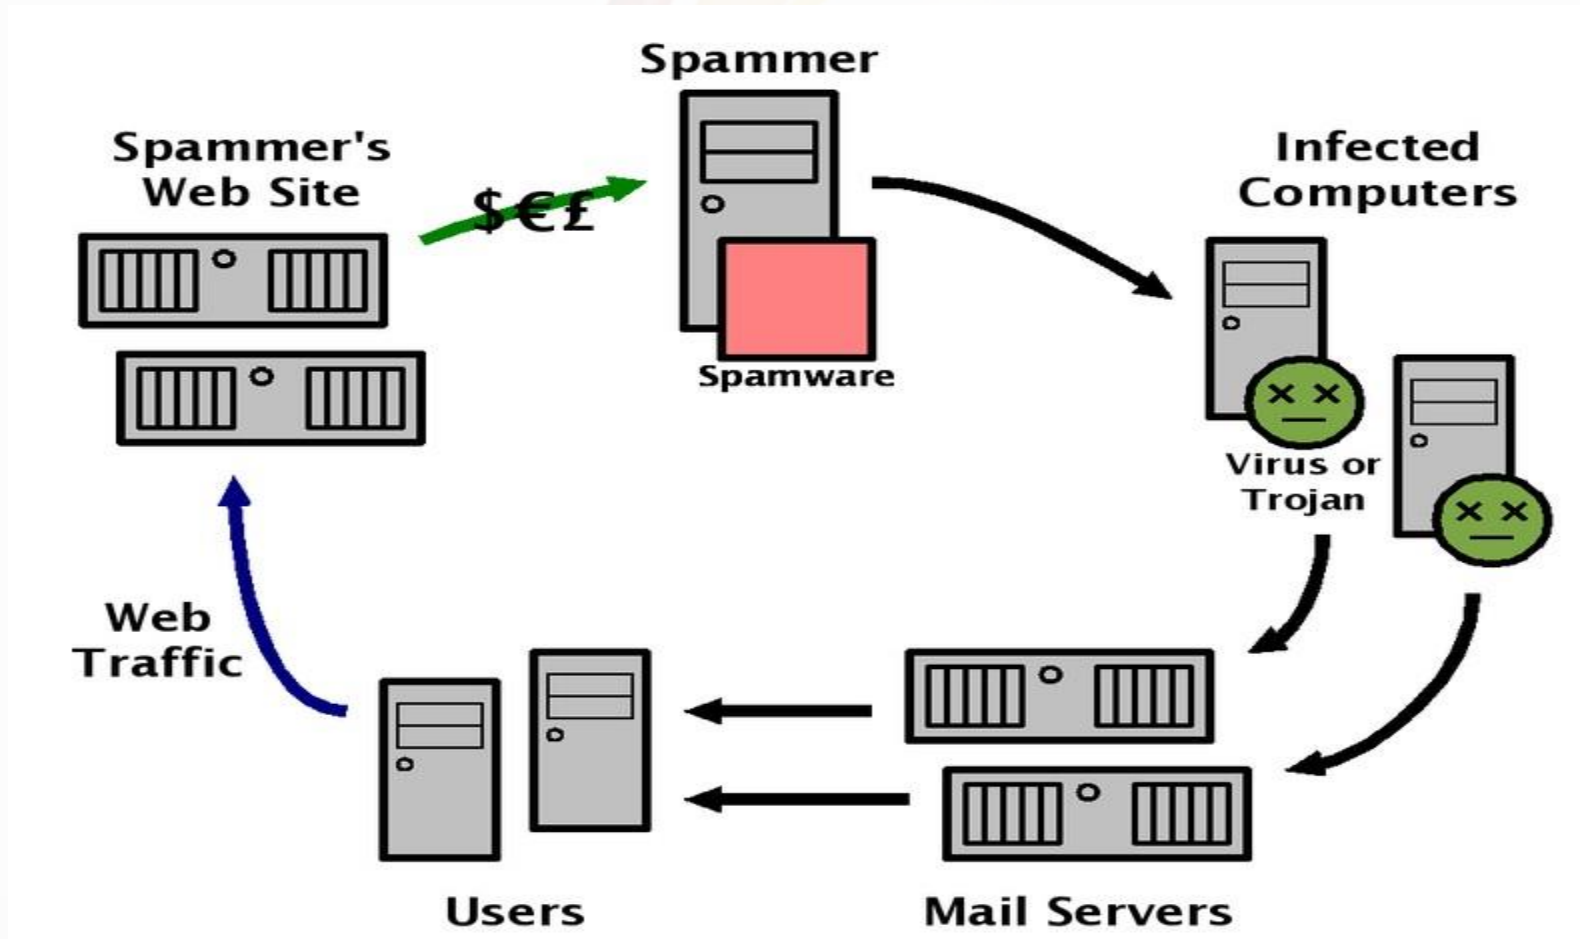 Spammer
Spammer's
Web Site
$€£
Infected
Computers
Spamware
Virus or
Trojan
Web
Traffic
Users
Mail Servers